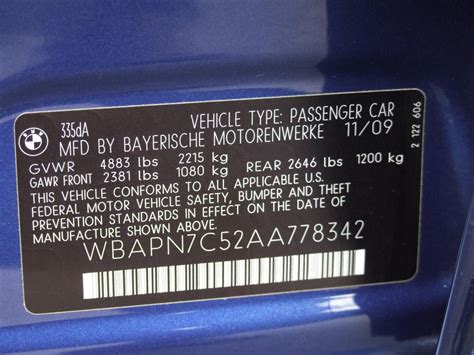 BMW
335dA VEHICLE TYPE: PASSENGER CAR
MFD BY BAYERISCHE MOTORENWERKE 11/09
GVWR 4883 lbs 2215 kg
GAWR FRONT 2381 lbs 1080 kg REAR 2646 lbs 1200 kg
THIS VEHICLE CONFORMS TO ALL APPLICABLE U.S.
FEDERAL MOTOR VEHICLE SAFETY, BUMPER, AND THEFT
PREVENTION STANDARDS IN EFFECT ON THE DATE OF
MANUFACTURE SHOWN ABOVE.
WBAPN7C52AA778342
2 122 606